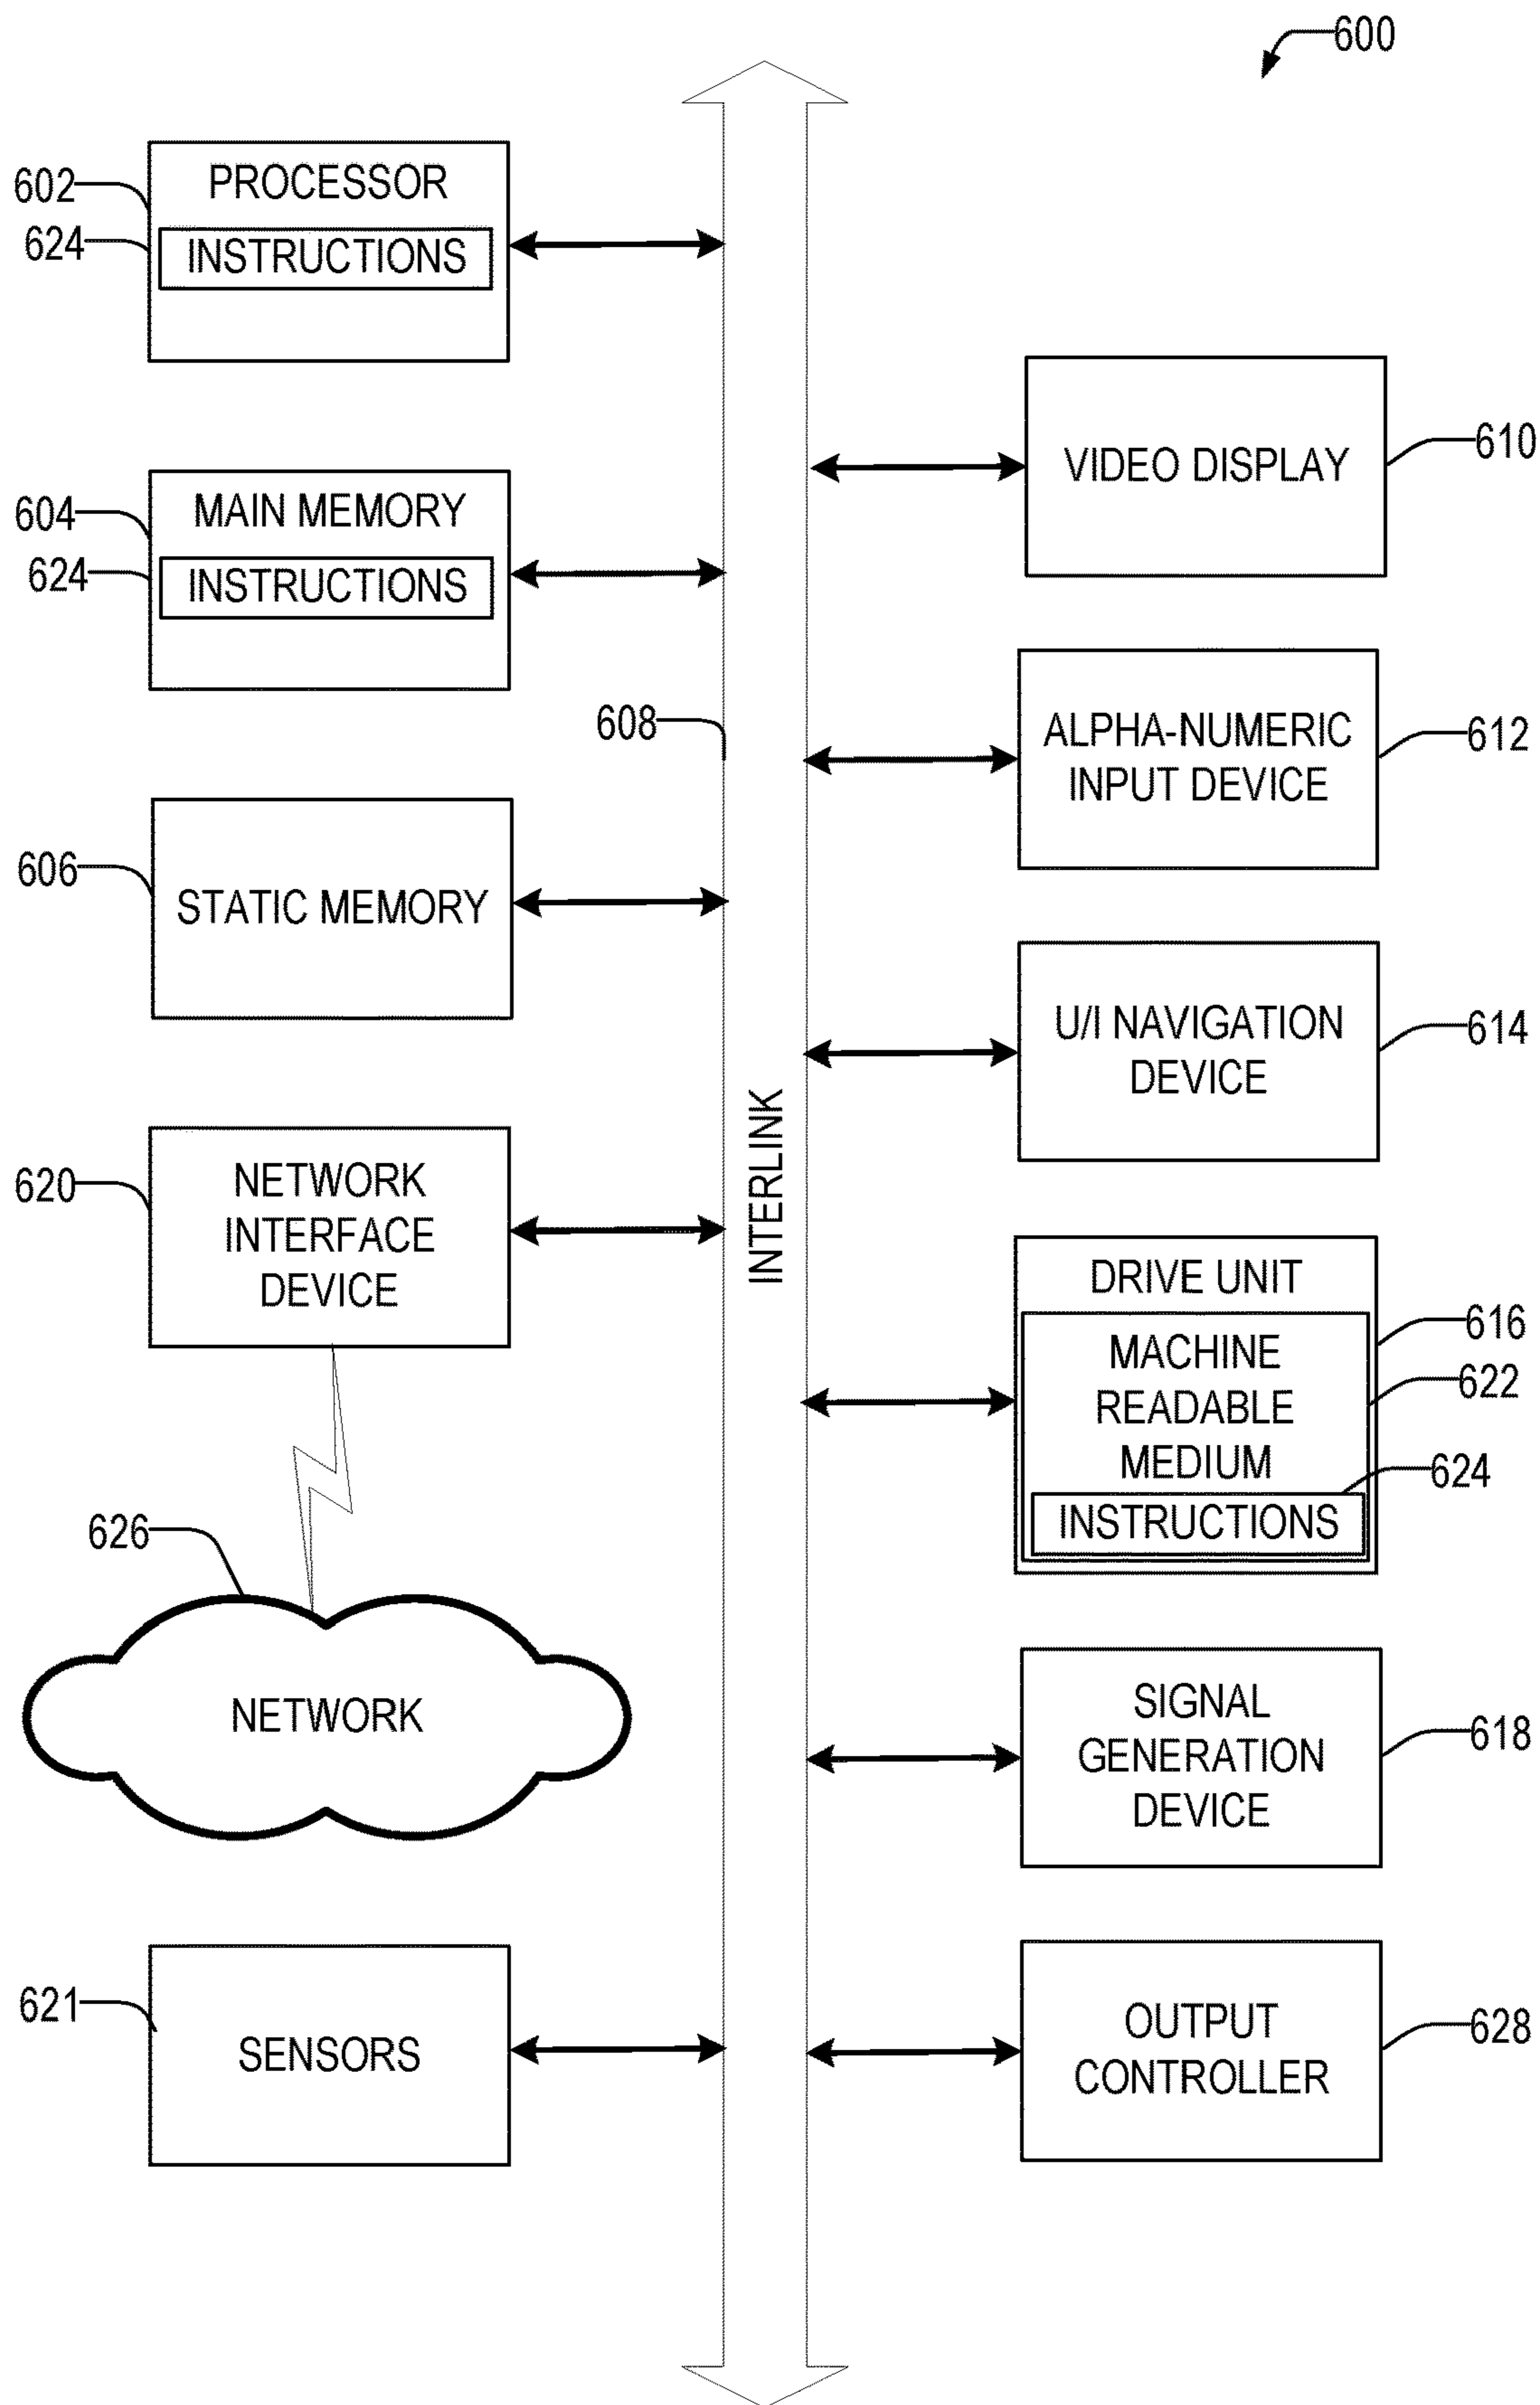 600
602
PROCESSOR
624
INSTRUCTIONS
604
MAIN MEMORY
624
INSTRUCTIONS
608
606
STATIC MEMORY
620
NETWORK
INTERFACE
DEVICE
626
NETWORK
621
SENSORS
INTERLINK
VIDEO DISPLAY
610
ALPHA-NUMERIC
INPUT DEVICE
612
U/I NAVIGATION
DEVICE
614
DRIVE UNIT
616
MACHINE
READABLE
MEDIUM
622
624
INSTRUCTIONS
SIGNAL
GENERATION
DEVICE
618
OUTPUT
CONTROLLER
628